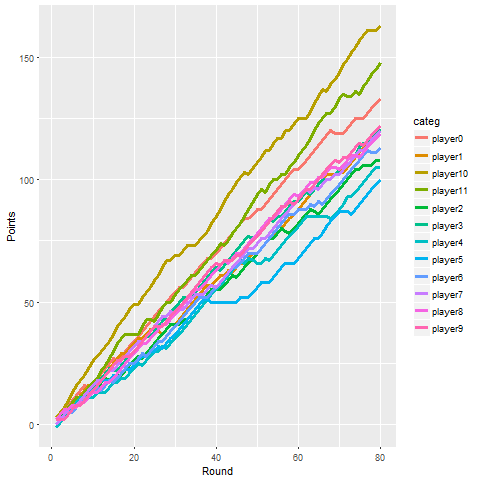 150
100
50
0
Points
0
20
40
60
80
Round
categ
player0
player1
player10
player11
player2
player3
player4
player5
player6
player7
player8
player9